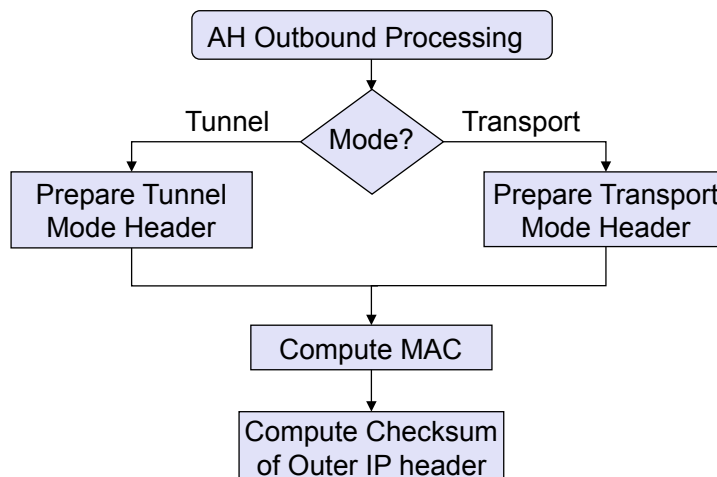 AH Outbound Processing
Mode?
Tunnel
Transport
Prepare Tunnel
Mode Header
Prepare Transport
Mode Header
Compute MAC
Compute Checksum
of Outer IP header